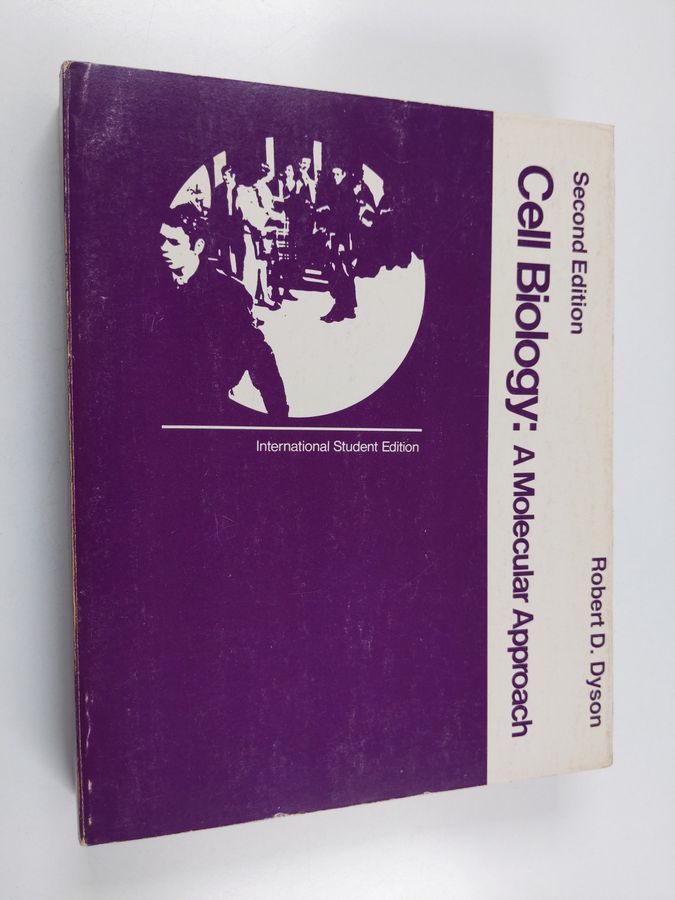 Second Edition
Cell Biology: A Molecular Approach
Robert D. Dyson
International Student Edition